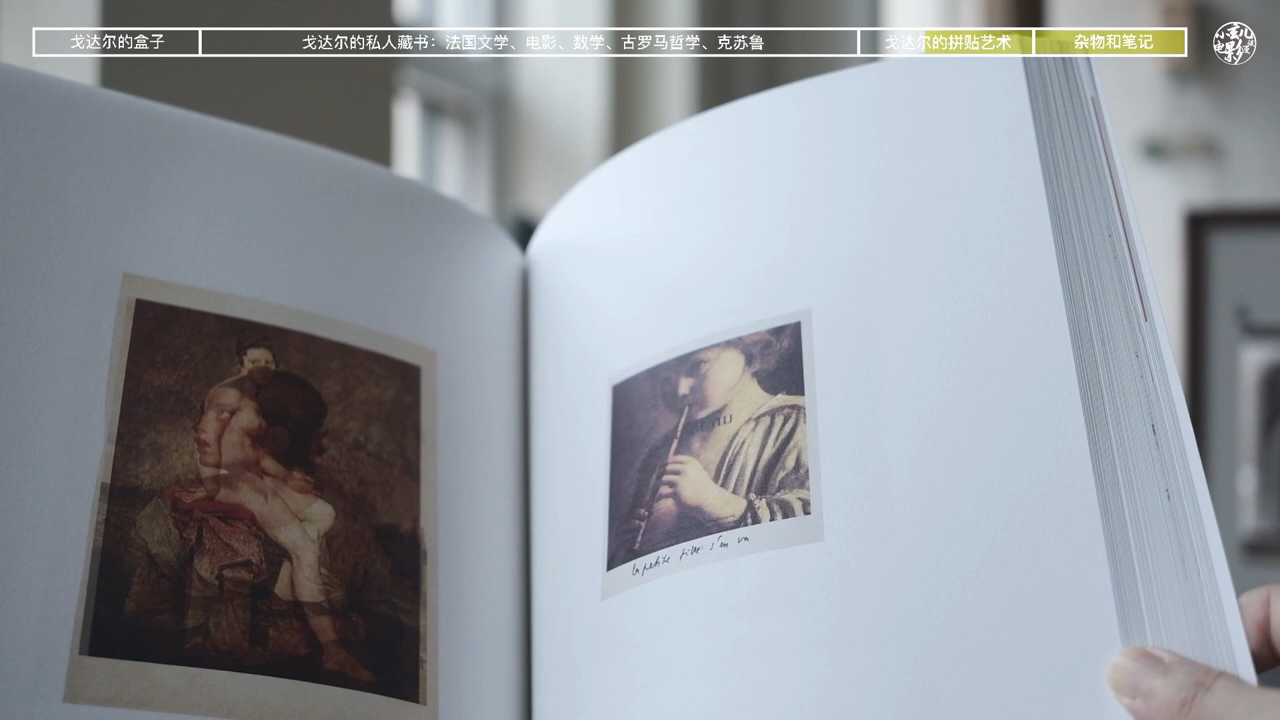 戈达尔的盒子
戈达尔的私人藏书：法国文学、电影、数学、古罗马哲学、克苏鲁
戈达尔的拼贴艺术
杂物和笔记
la petite fille s'en va